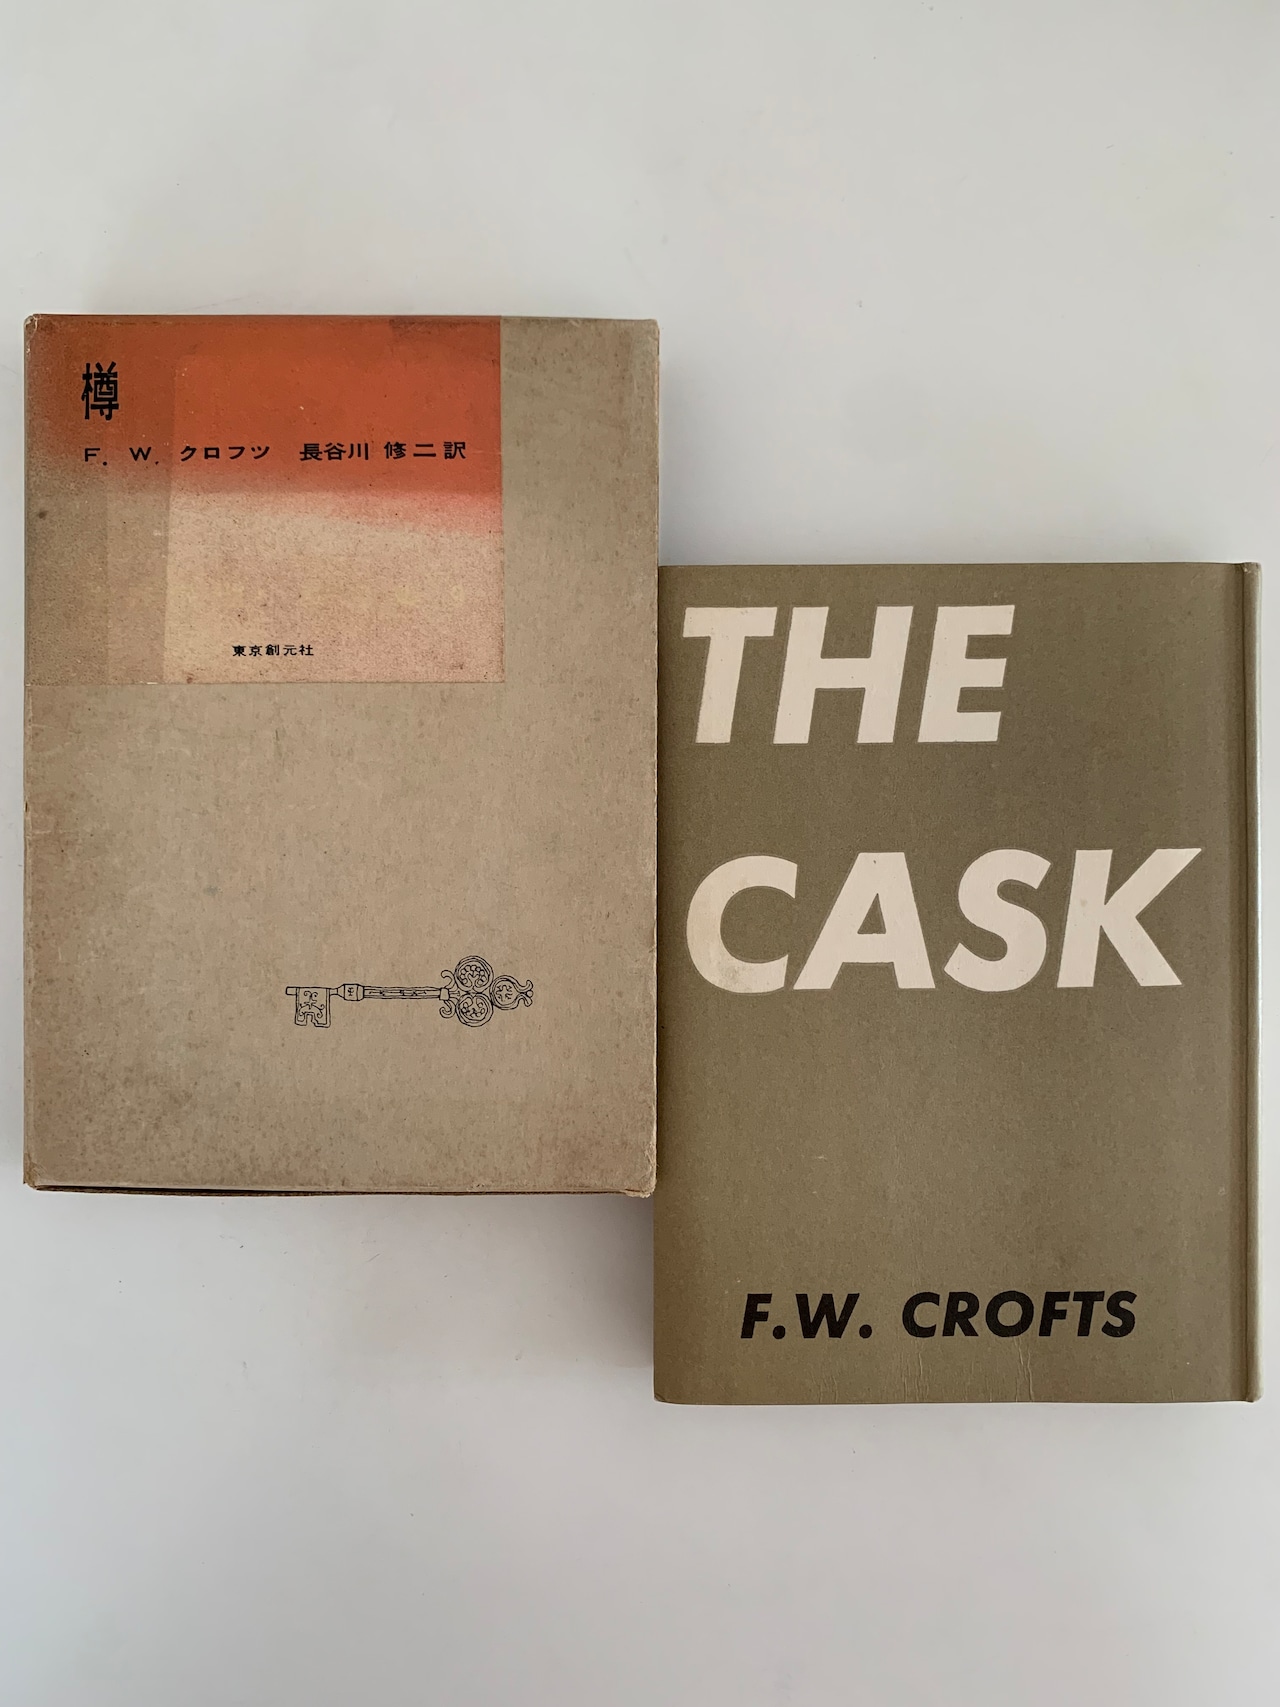 樽
F. W. クロフツ 長谷川 修二訳
東京創元社
THE
CASK
F.W. CROFTS